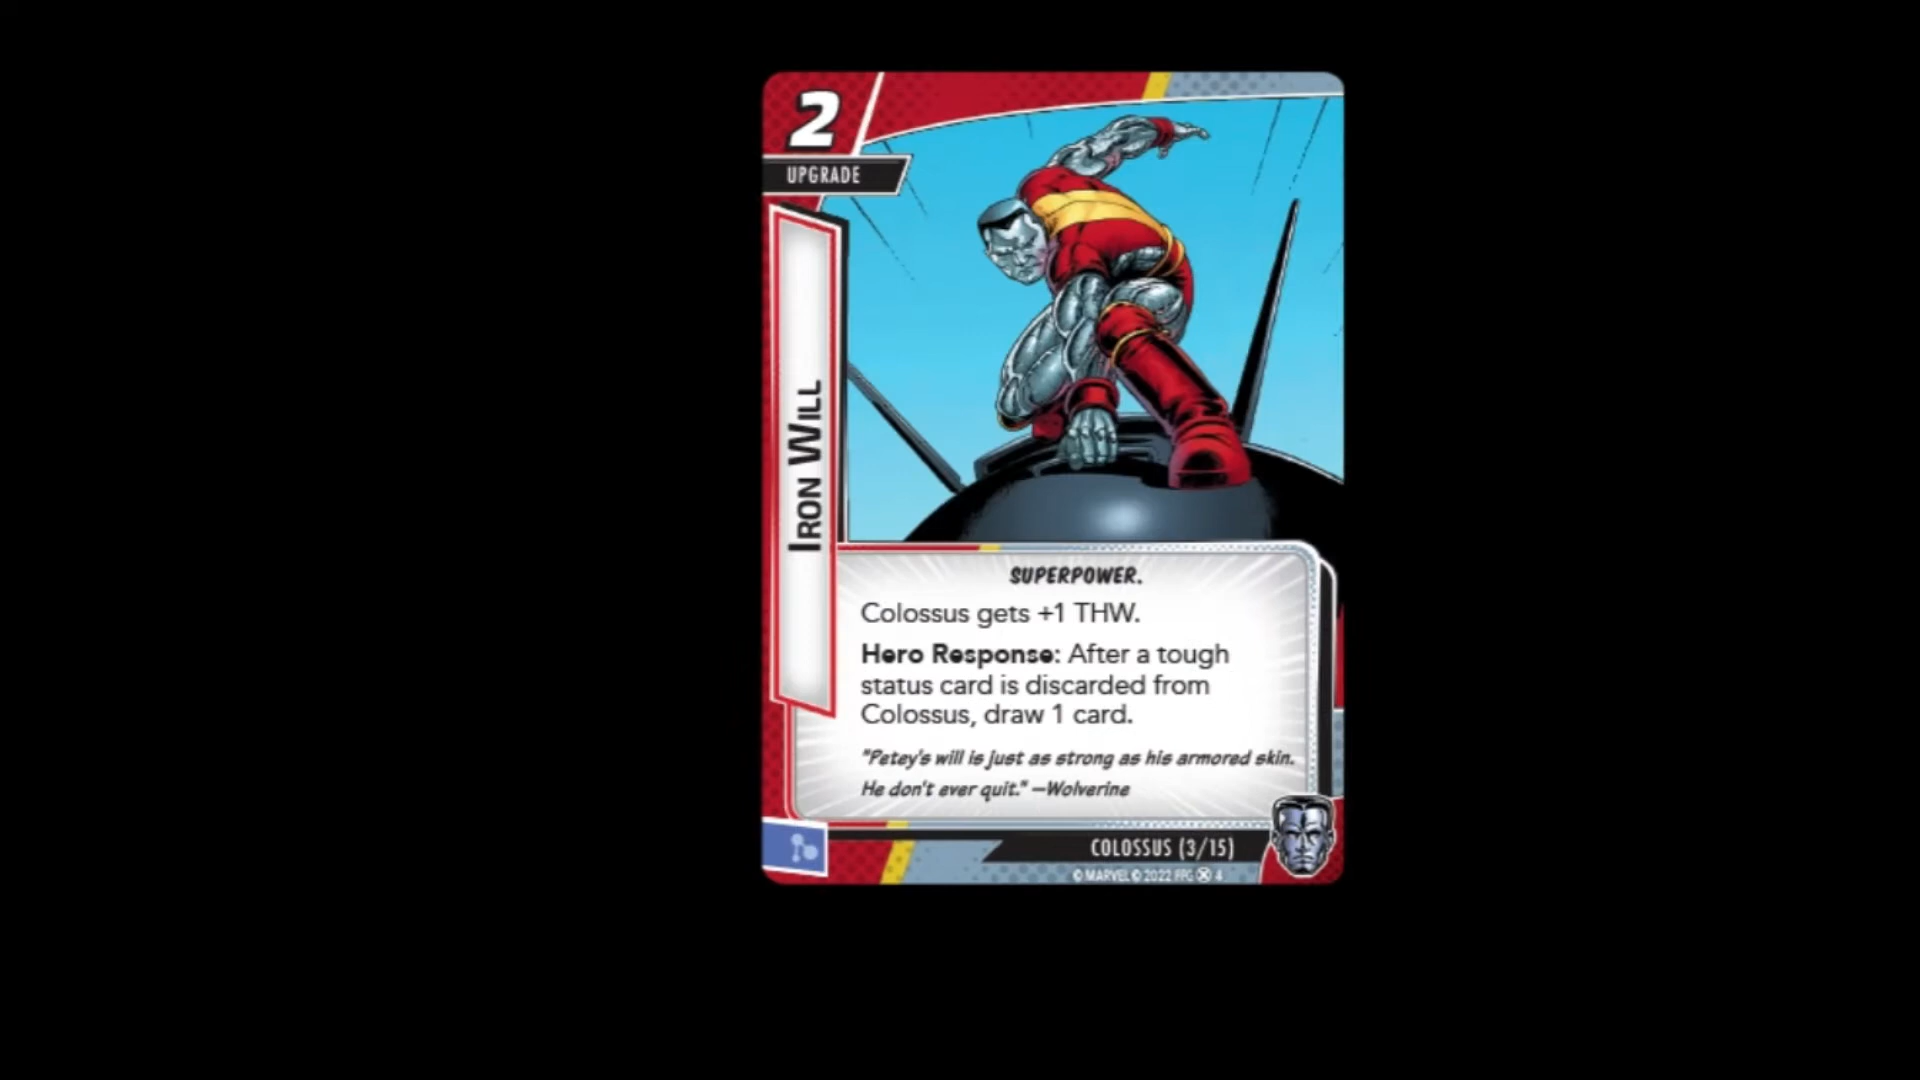 2
UPGRADE
IRON WILL
SUPERPOWER.
Colossus gets +1 THW.
Hero Response: After a tough
status card is discarded from
Colossus, draw 1 card.
"Petey's will is just as strong as his armored skin.
He don't ever quit." —Wolverine
COLOSSUS (3/15)
© MARVEL © 2022 FFG 4